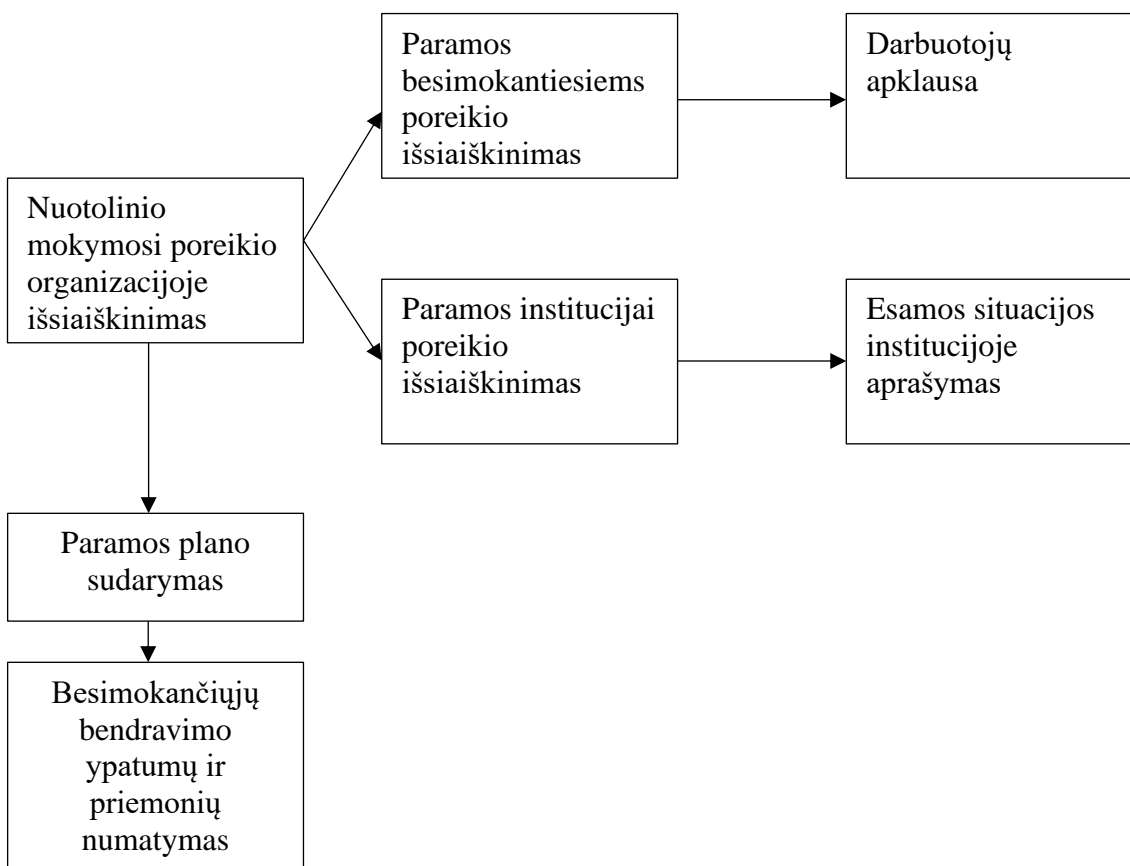 Paramos
besimokantiesiems
poreikio
išsiaiškinimas
Darbuotojų
apklausa
Nuotolinio
mokymosi poreikio
organizacijoje
išsiaiškinimas
Paramos institucijai
poreikio
išsiaiškinimas
Esamos situacijos
institucijoje
aprašymas
Paramos plano
sudarymas
Besimokančiųjų
bendravimo
ypatumų ir
priemonių
numatymas